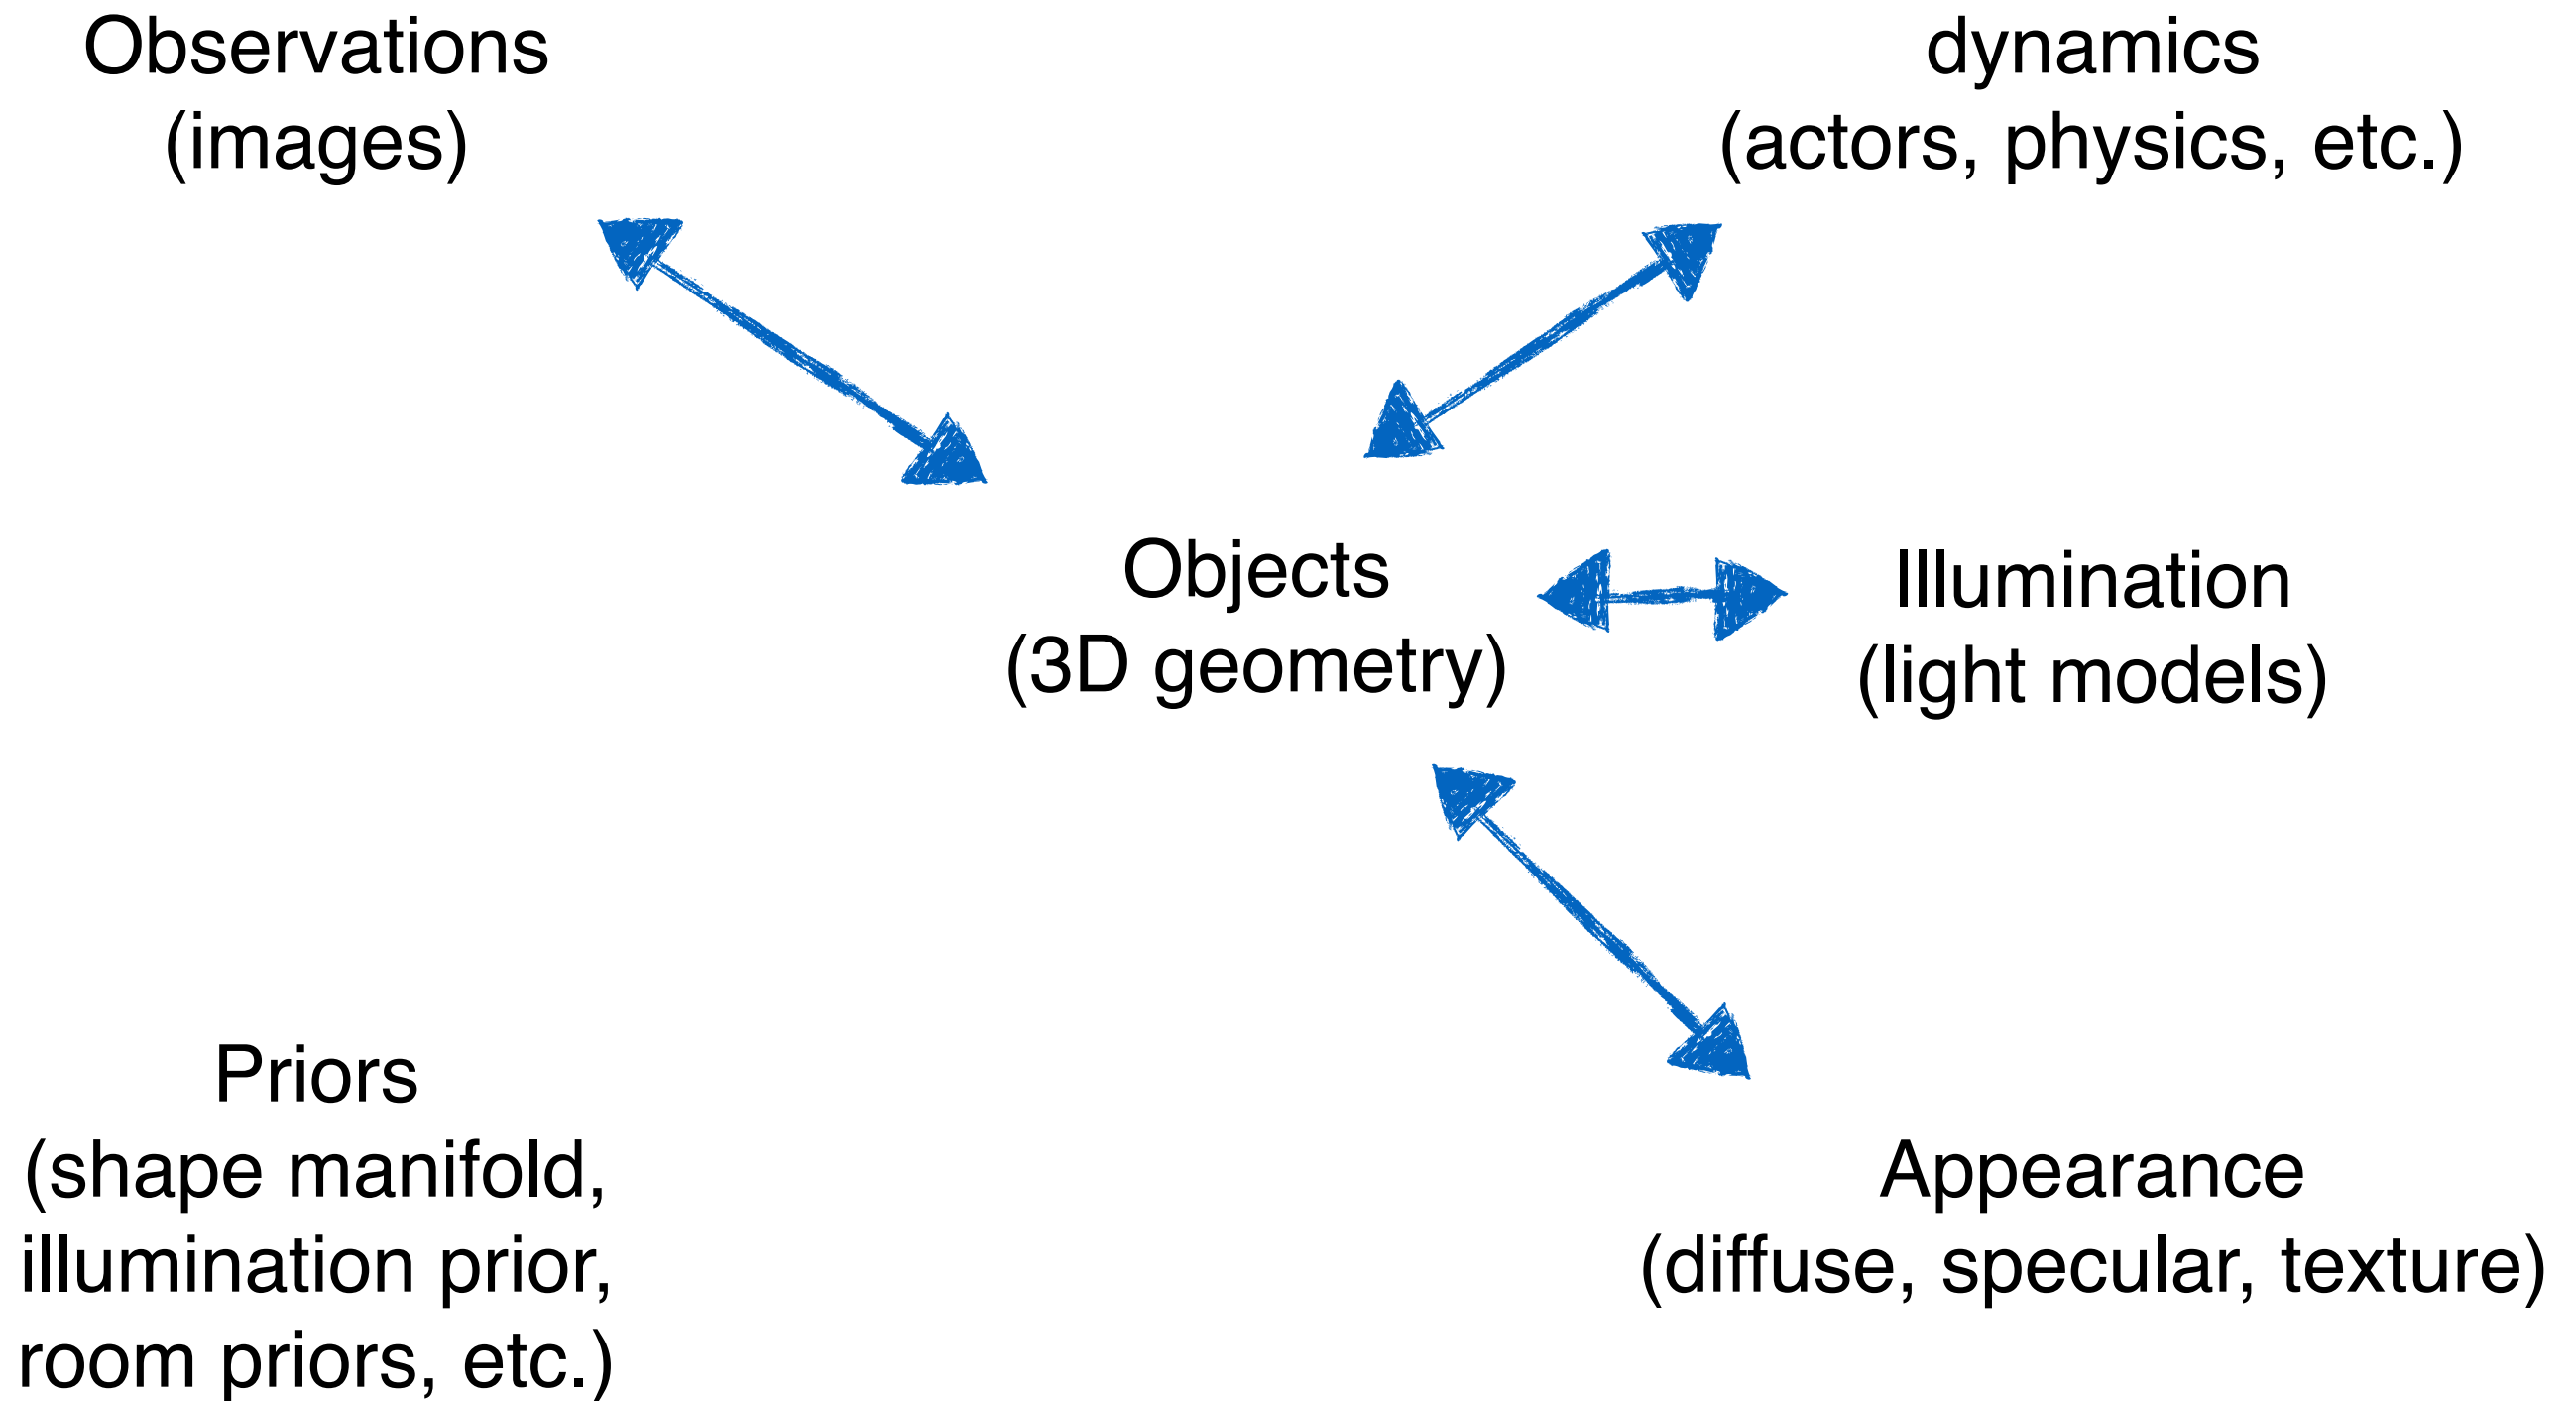 Observations
(images)
dynamics
(actors, physics, etc.)
Objects
(3D geometry)
Illumination
(light models)
Priors
(shape manifold,
illumination prior,
room priors, etc.)
Appearance
(diffuse, specular, texture)